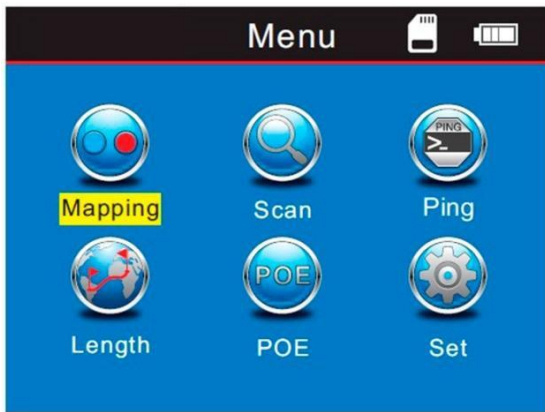 Menu
PING
>_
Mapping
Scan
Ping
POE
Length
POE
Set